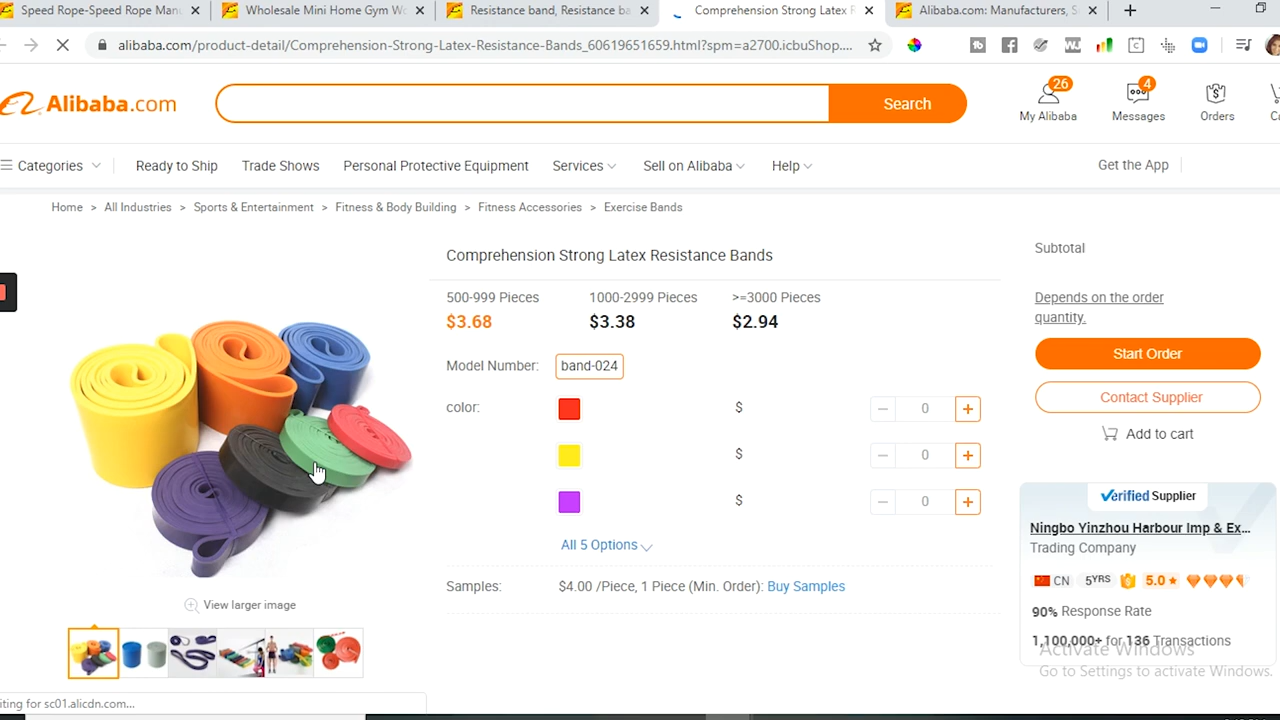 Speed Rope-Speed Rope Man
Wholesale Mini Home Gym W
Resistance band, Resistance ba
Comprehension Strong Latex R
Alibaba.com: Manufacturers, S
alibaba.com/product-detail/Comprehension-Strong-Latex-Resistance-Bands_60619651659.html?spm=a2700.icbuShop....
Alibaba.com
Search
26
My Alibaba
4
Messages
Orders
Ca
Categories
Ready to Ship
Trade Shows
Personal Protective Equipment
Services
Sell on Alibaba
Help
Get the App
Home > All Industries > Sports & Entertainment > Fitness & Body Building > Fitness Accessories > Exercise Bands
Comprehension Strong Latex Resistance Bands
500-999 Pieces
1000-2999 Pieces
>=3000 Pieces
$3.68
$3.38
$2.94
Model Number:
band-024
color:
$
0
$
0
$
0
All 5 Options
Samples:
$4.00 /Piece, 1 Piece (Min. Order): Buy Samples
View larger image
Subtotal
Depends on the order
quantity.
Start Order
Contact Supplier
Add to cart
Verified Supplier
Ningbo Yinzhou Harbour Imp & Ex...
Trading Company
CN 5YRS 5.0
90% Response Rate
1,100,000+ for 136 Transactions
Activate Windows
Go to Settings to activate Windows.
iting for sc01.alicdn.com...